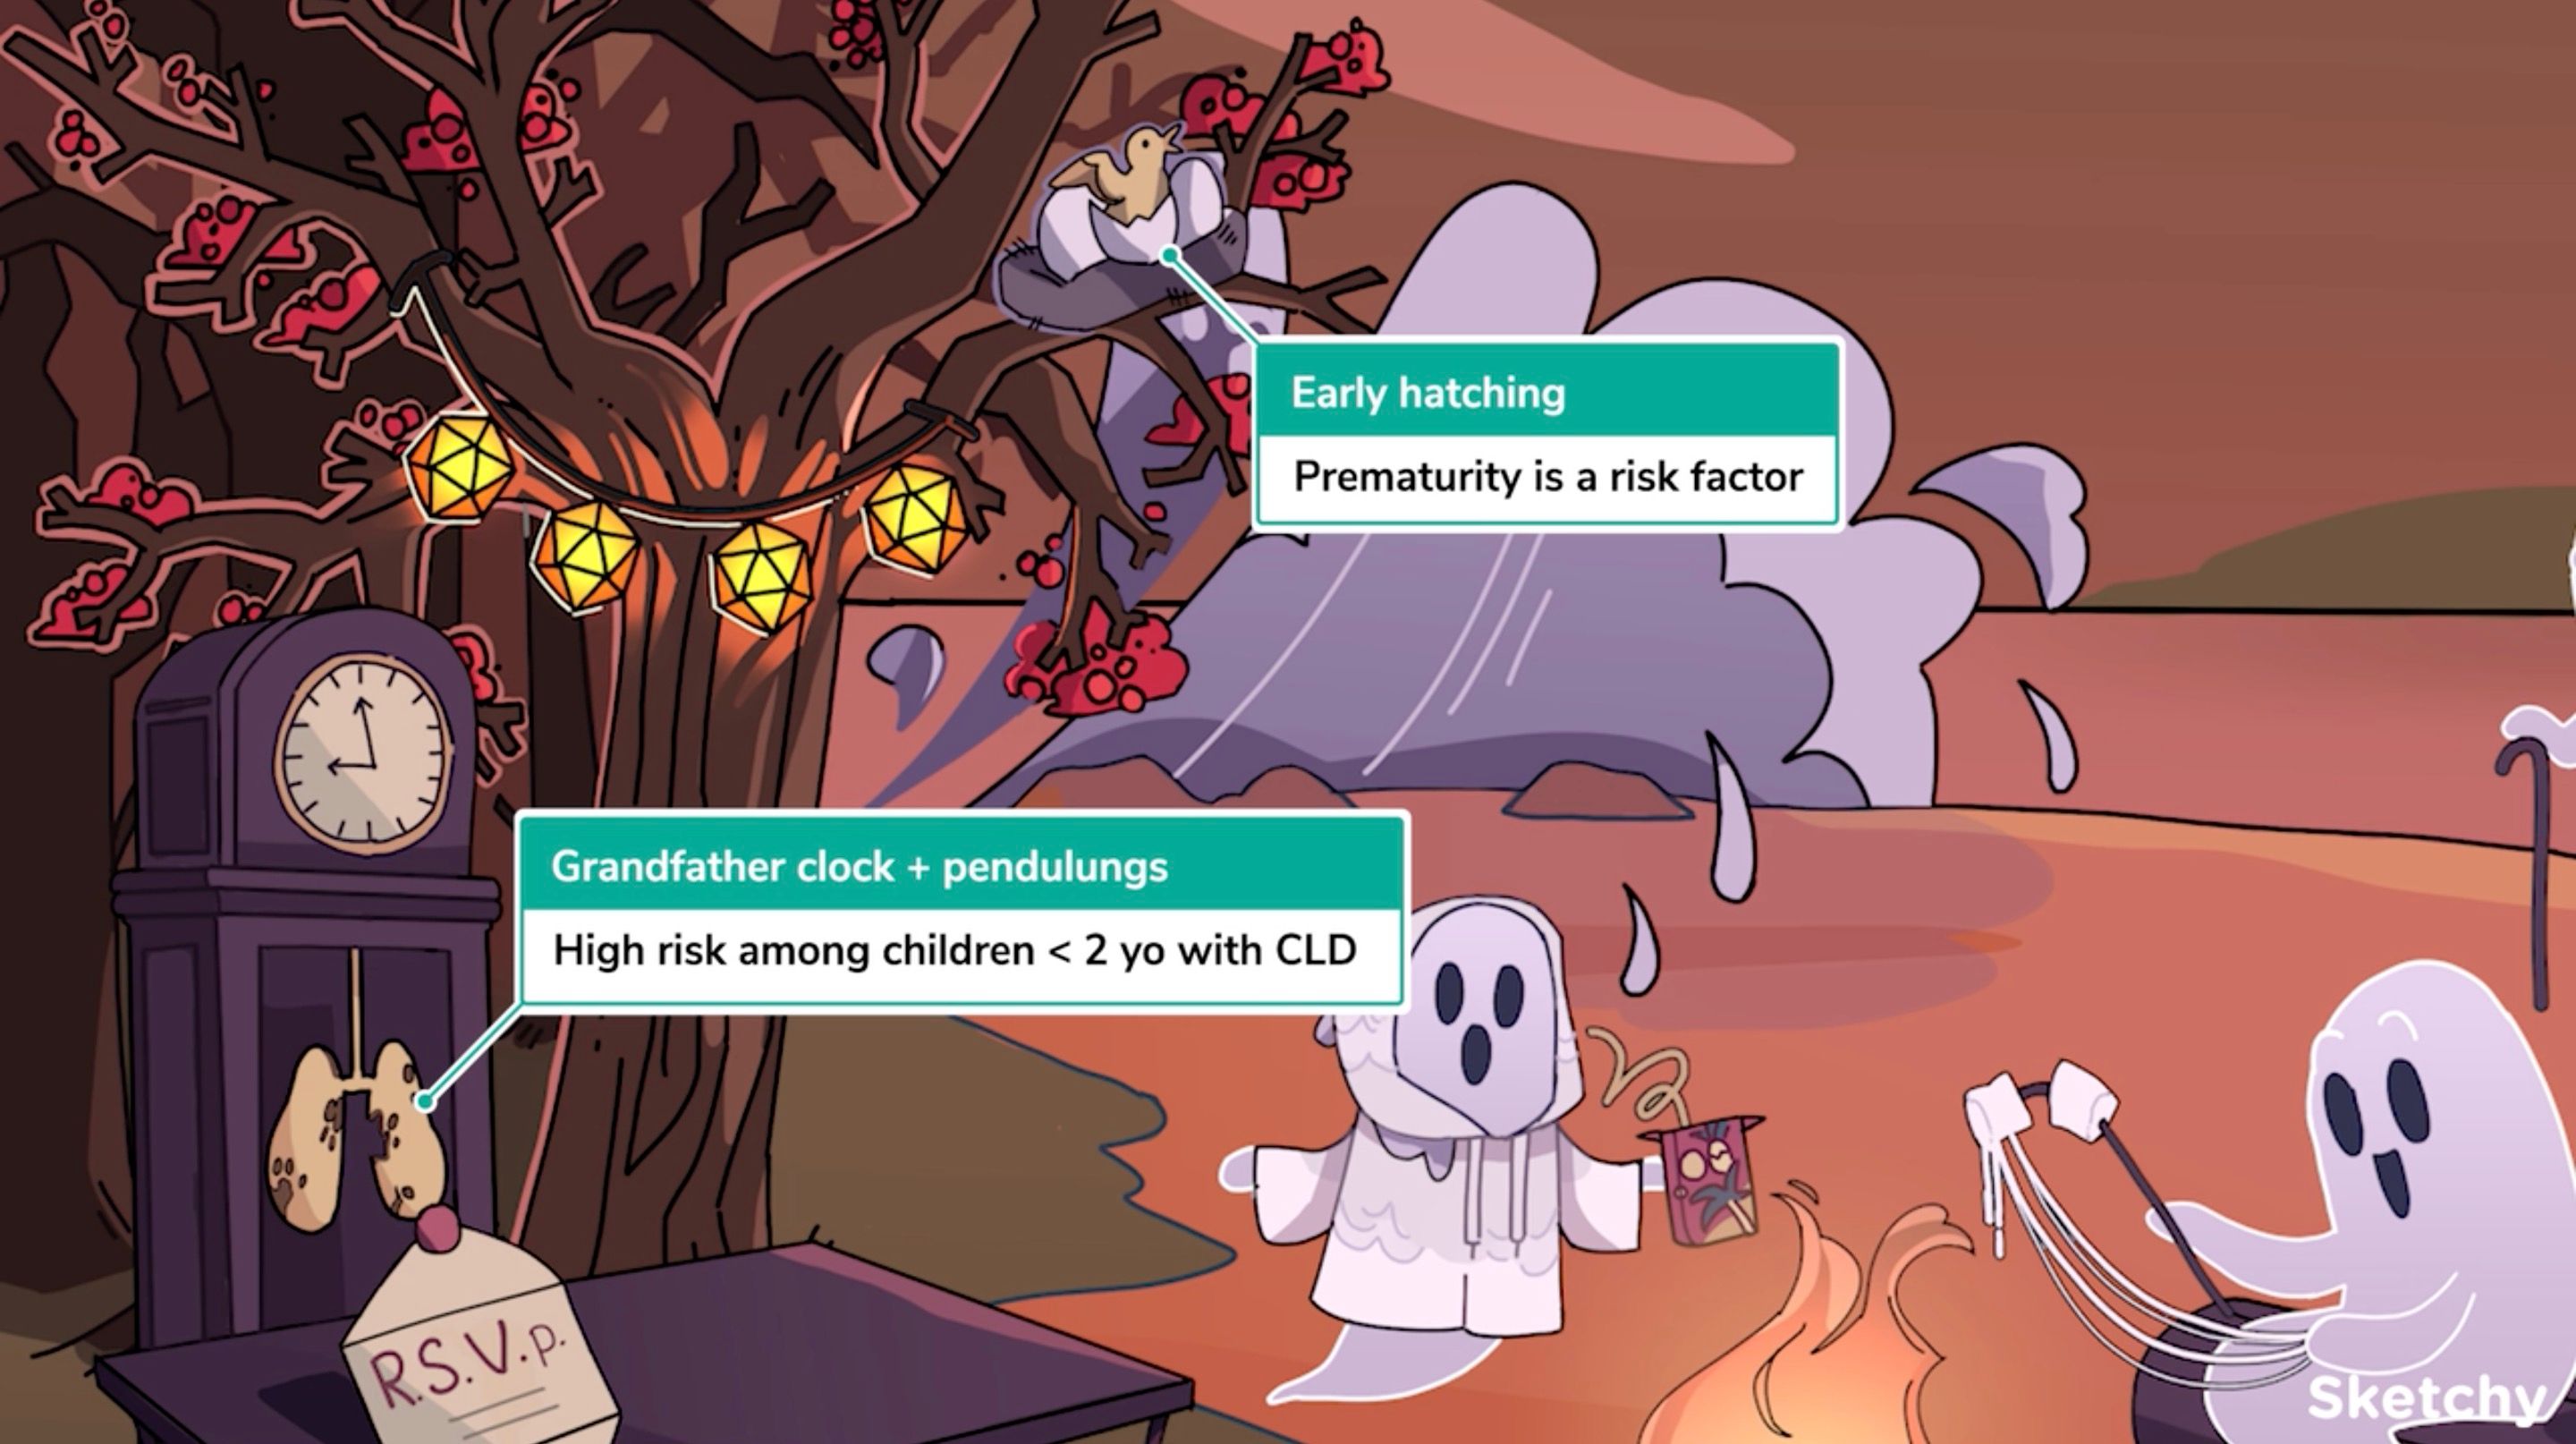 Early hatching
Prematurity is a risk factor
Grandfather clock + pendulungs
High risk among children < 2 yo with CLD
R.S.V.p.
Sketchy